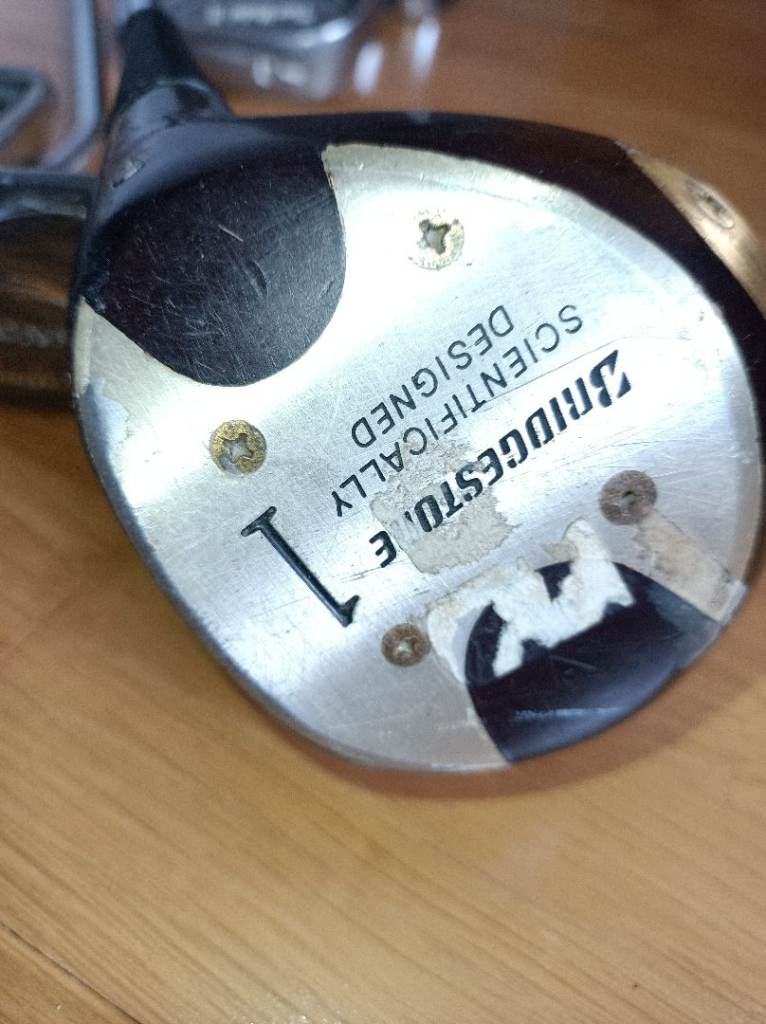 BRIDGESTONE
SCIENTIFICALLY
DESIGNED
1